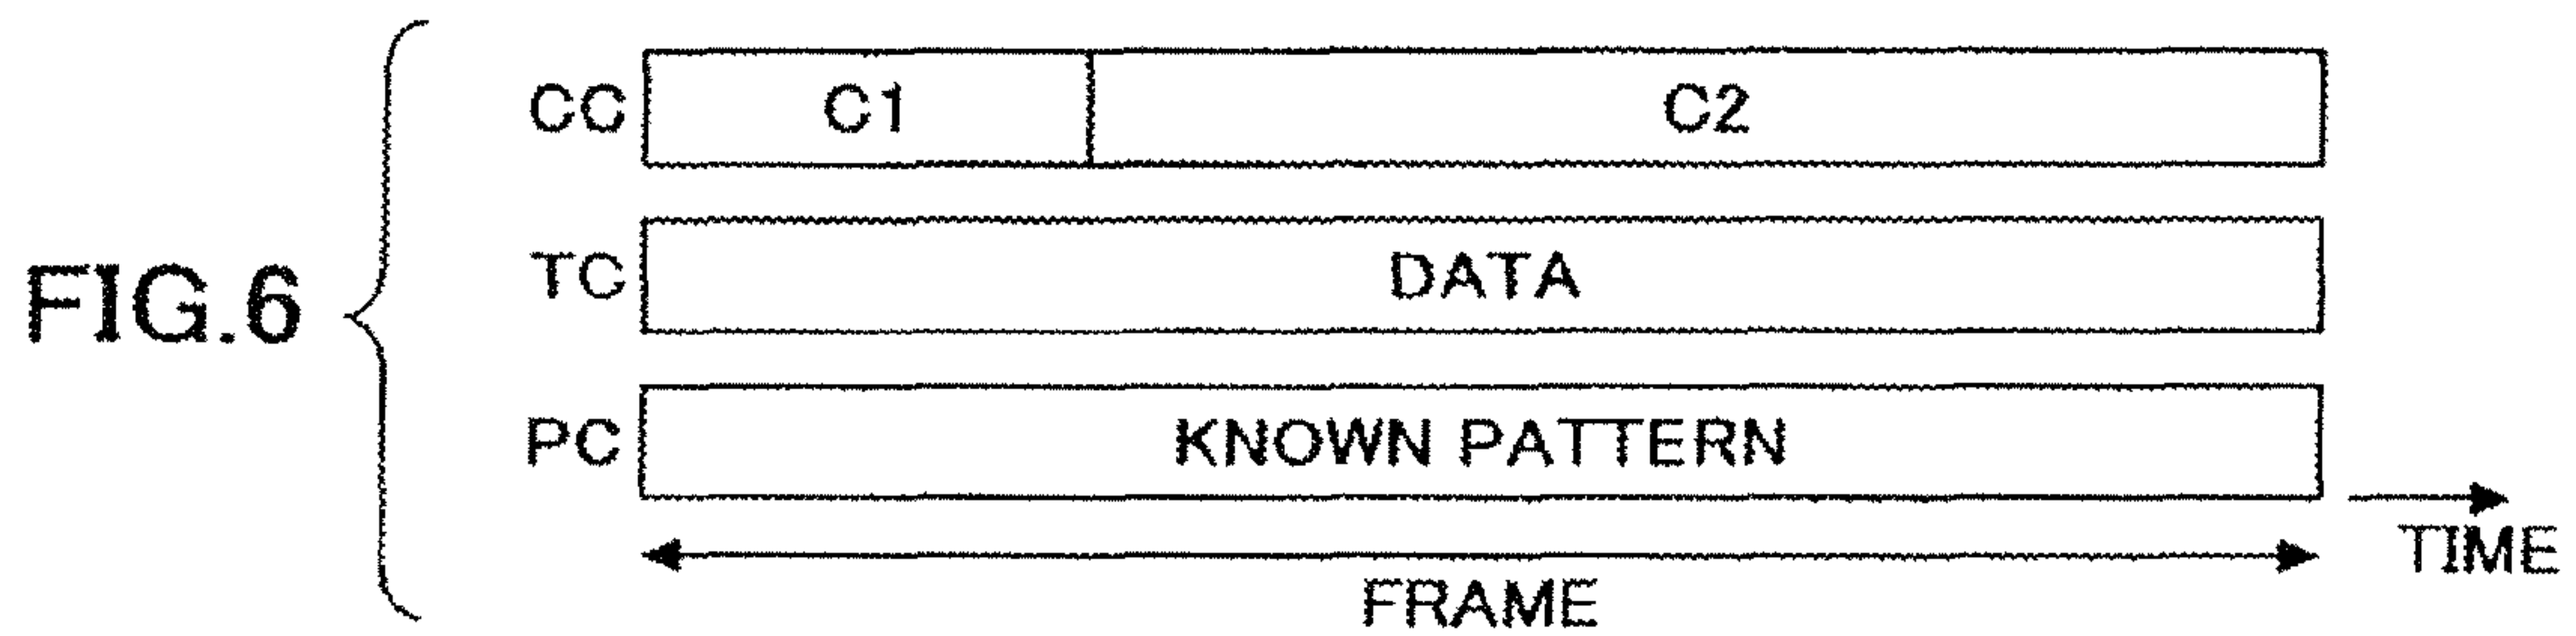 FIG.6
CC C1 C2
TC DATA
PC KNOWN PATTERN
TIME
FRAME